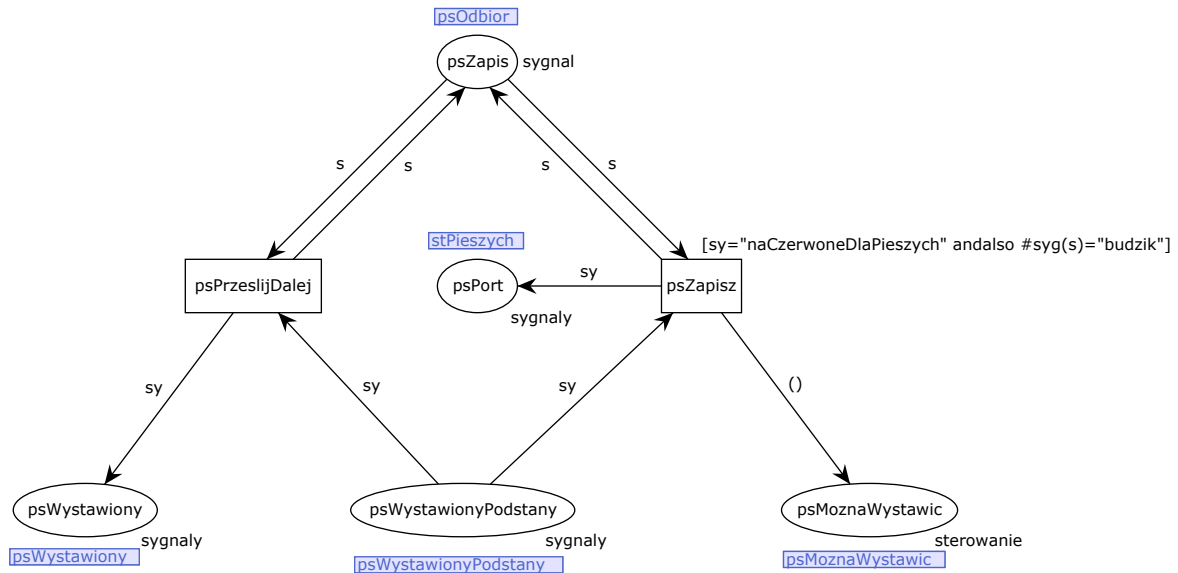 psOdbior
psZapis sygnal
s s s s
stPieszych
[sy="naCzerwoneDlaPieszych" andalso #syg(s)="budzik"]
psPrzeslijDalej psPort sy psZapisz
sygnaly
sy sy sy ()
psWystawiony psWystawionyPodstany psMoznaWystawic
sygnaly sygnaly sterowanie
psWystawiony psWystawionyPodstany psMoznaWystawic